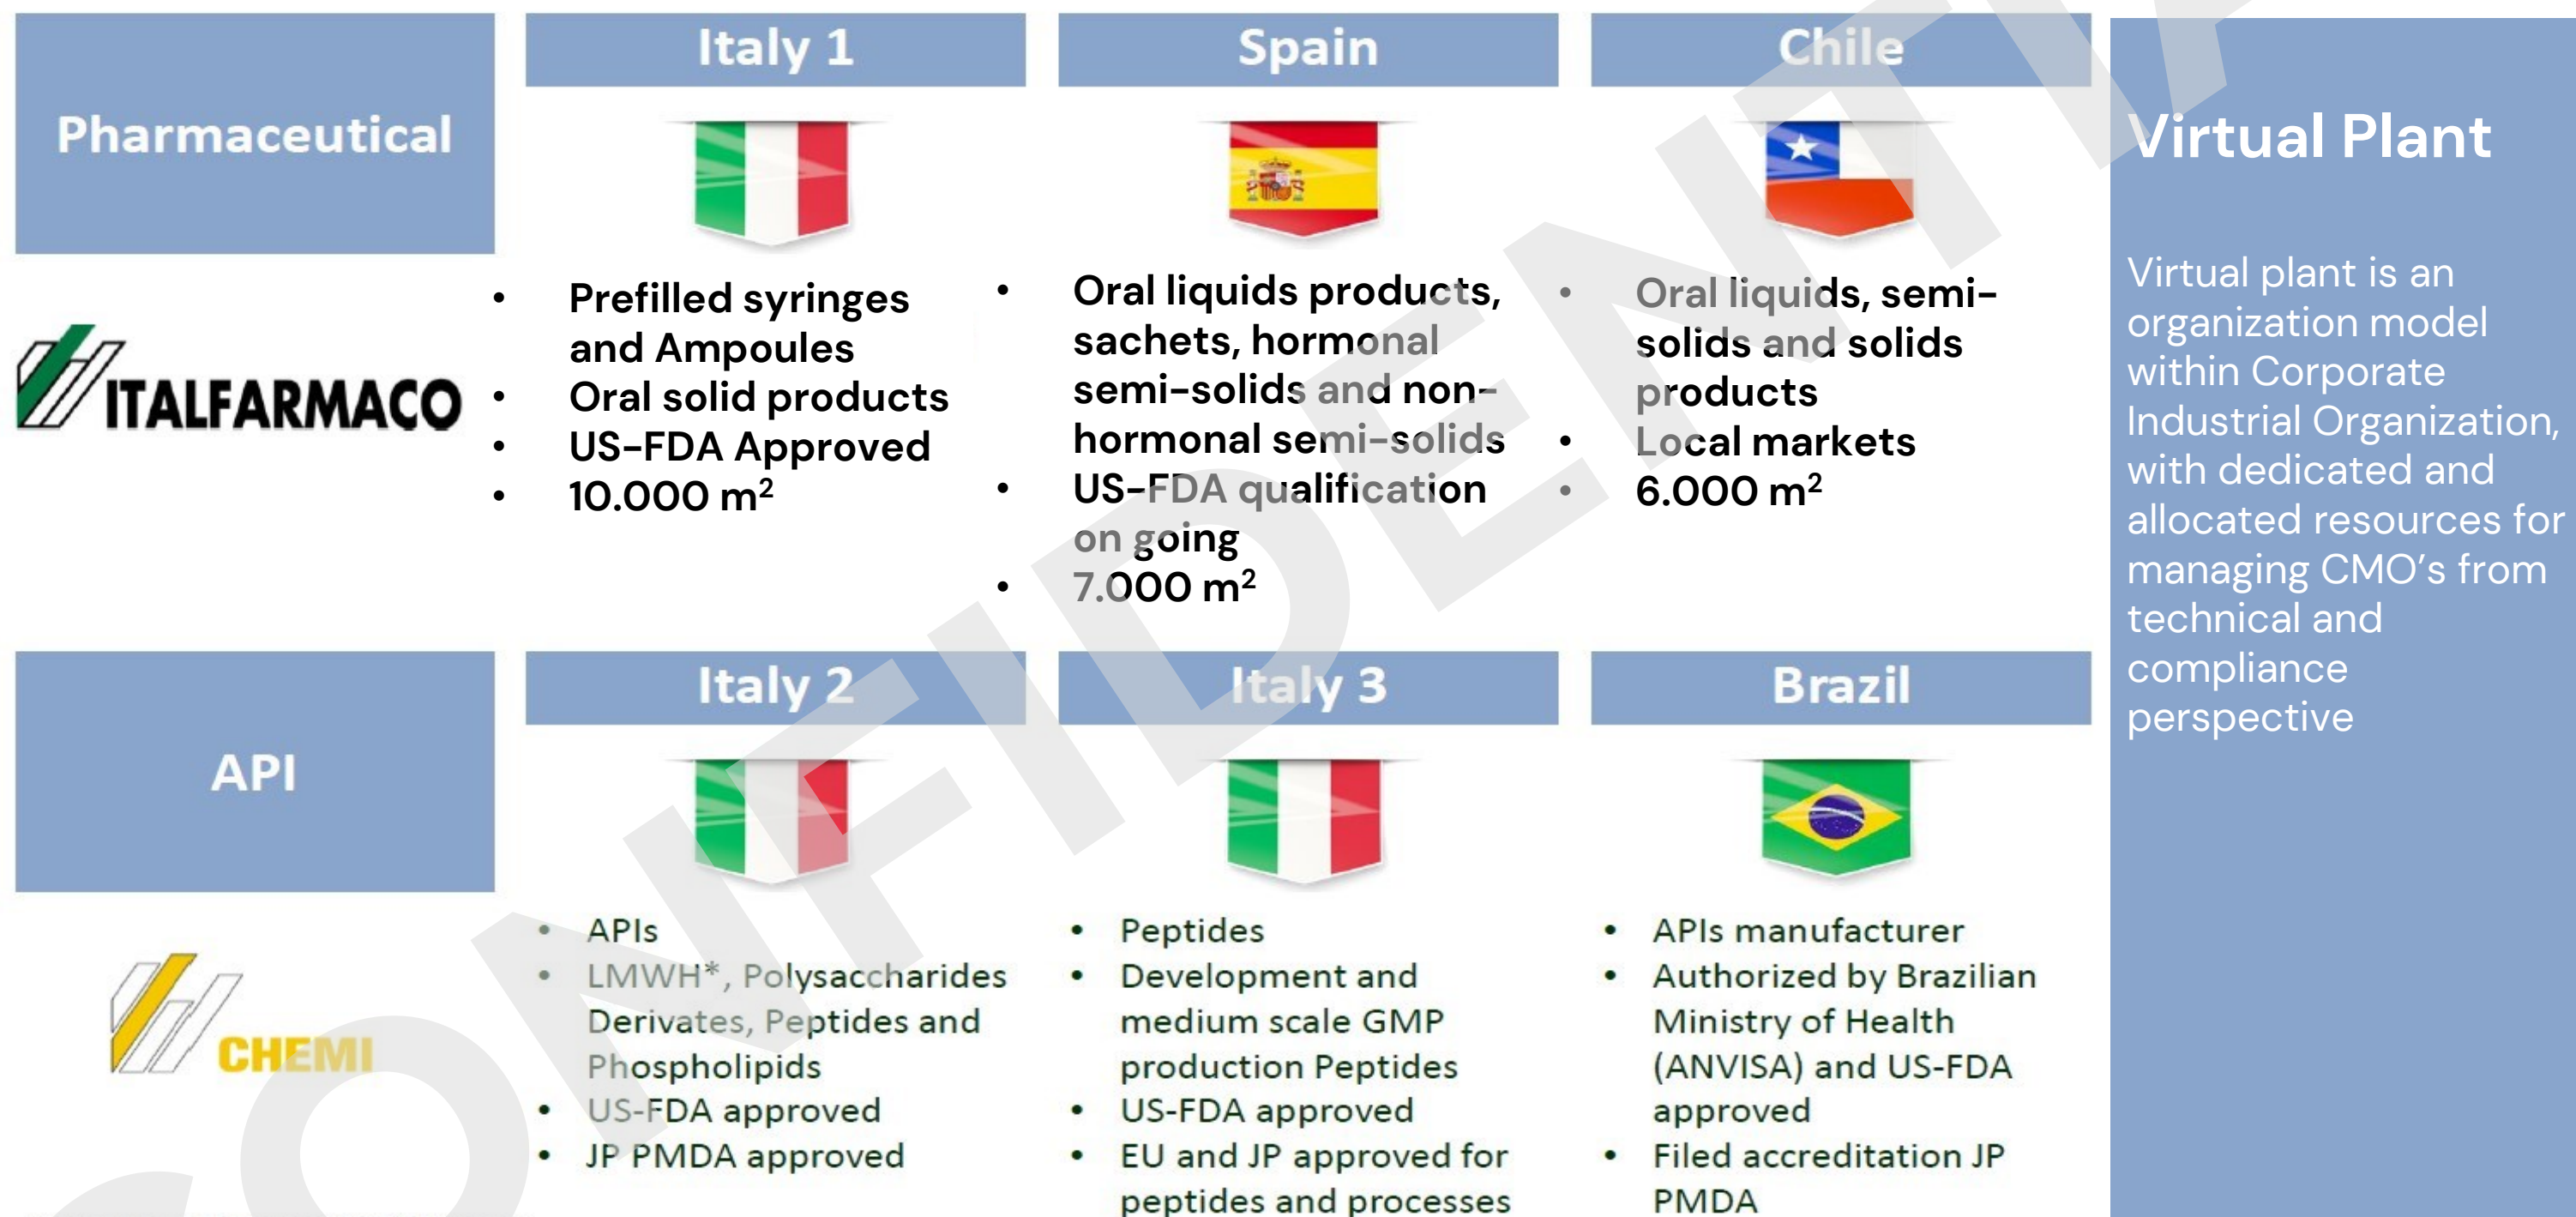 Pharmaceutical
ITALFARMACO
Italy 1
• Prefilled syringes
and Ampoules
• Oral solid products
• US-FDA Approved
• 10.000 m²
Spain
• Oral liquids products,
sachets, hormonal
semi-solids and non-
hormonal semi-solids
• US-FDA qualification
on going
• 7.000 m²
Chile
• Oral liquids, semi-
solids and solids
products
• Local markets
• 6.000 m²
API
CHEMI
Italy 2
• APIs
• LMWH*, Polysaccharides
Derivates, Peptides and
Phospholipids
• US-FDA approved
• JP PMDA approved
Italy 3
• Peptides
• Development and
medium scale GMP
production Peptides
• US-FDA approved
• EU and JP approved for
peptides and processes
Brazil
• APIs manufacturer
• Authorized by Brazilian
Ministry of Health
(ANVISA) and US-FDA
approved
• Filed accreditation JP
PMDA
Virtual Plant
Virtual plant is an
organization model
within Corporate
Industrial Organization,
with dedicated and
allocated resources for
managing CMO’s from
technical and
compliance
perspective
CONFIDENTIA